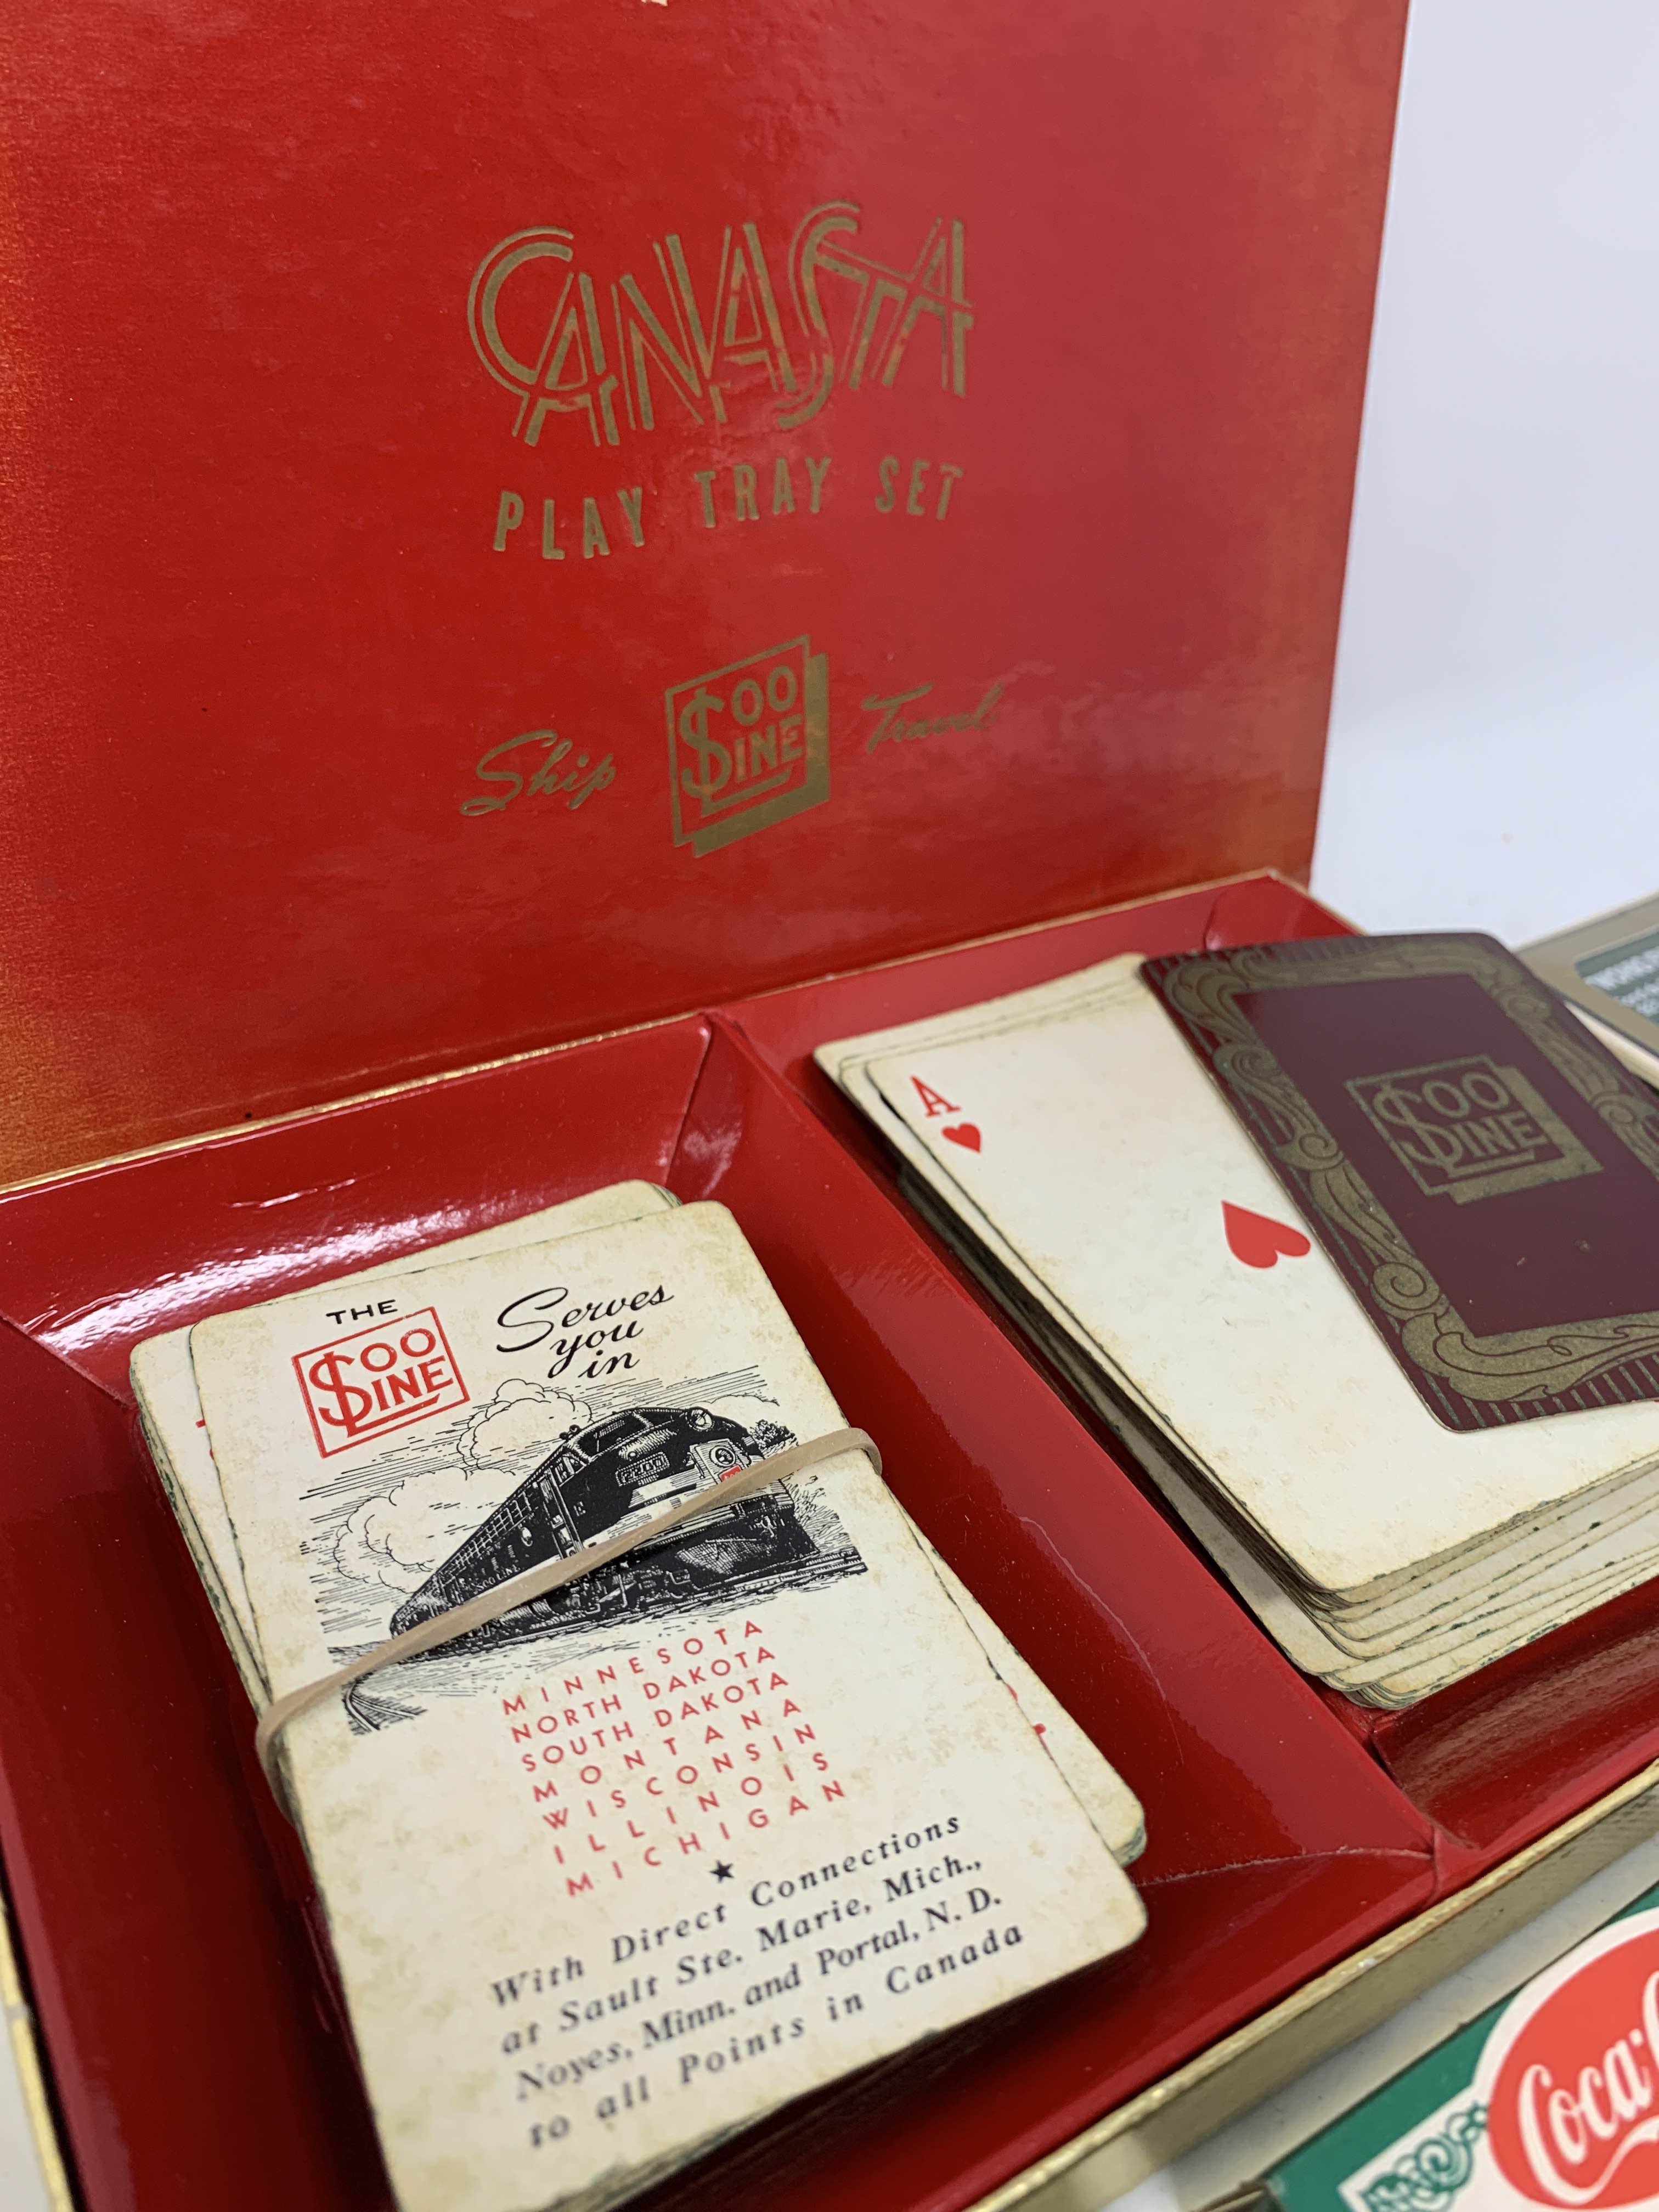 CANASTA
PLAY TRAY SET
Ship SOO LINE Travel
A
SOO
LINE
THE
SOO
LINE
Serves
you
in
MINNESOTA
NORTH DAKOTA
SOUTH DAKOTA
MONTANA
WISCONSIN
ILLINOIS
MICHIGAN
With Direct Connections
at Sault Ste. Marie, Mich.,
Noyes, Minn. and Portal, N. D.
to all Points in Canada